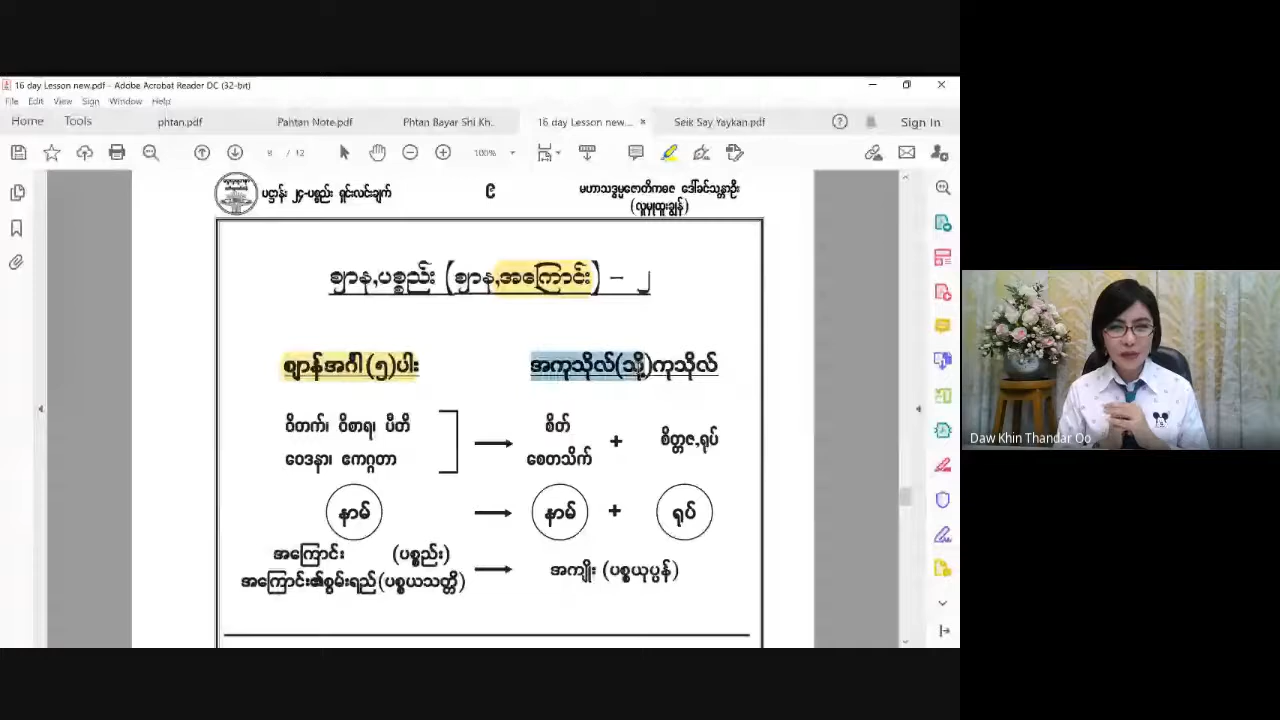 16 day Lesson new.pdf - Adobe Acrobat Reader DC (32-bit)
File Edit View Sign Window Help
Home Tools phtan.pdf Pahtan Note.pdf Phtan Bayar Shi Kh... 16 day Lesson new... × Seik Say Yaykan.pdf Sign In
8 / 12 100%
ပဋ္ဌာန်း ၂၄-ပစ္စည်း ရှင်းလင်းချက် ၉ မဟာသဒ္ဓမ္မဇောတိကဓဇ ဒေါ်ခင်သန္တာဦး
(လူမှုထူးချွန်)
ဈာန,ပစ္စည်း (ဈာန,အကြောင်း) – ၂
ဈာန်အင်္ဂါ (၅)ပါး အကုသိုလ်(သို့)ကုသိုလ်
ဝိတက်၊ ဝိစာရ၊ ပီတိ စိတ် + စိတ္တဇ,ရုပ်
ဝေဒနာ၊ ဧကဂ္ဂတာ စေတသိက်
နာမ် နာမ် + ရုပ်
အကြောင်း (ပစ္စည်း)
အကြောင်း၏စွမ်းရည်(ပစ္စယသတ္တိ) အကျိုး (ပစ္စယုပ္ပန်)
Daw Khin Thandar Oo